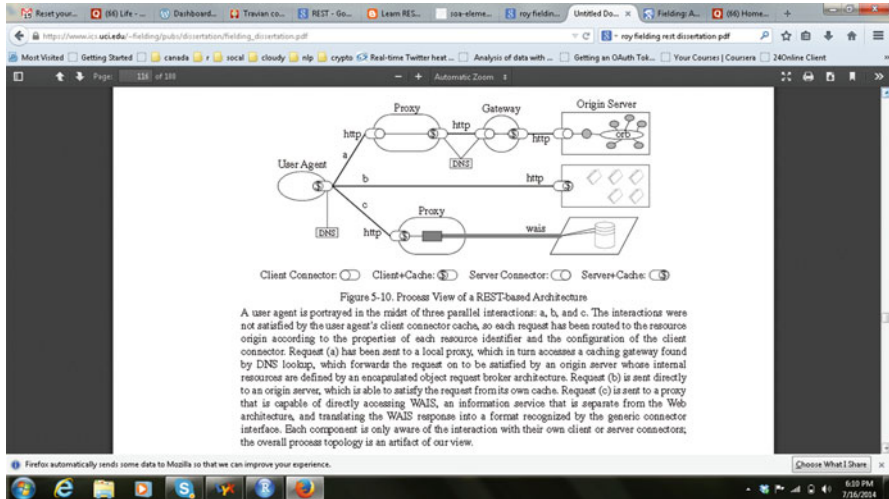 Reset your...
(66) Life - ...
Dashboard...
Travian co...
REST - Go...
Learn RES...
soa-eleme...
roy fieldin...
Untitled Do...
Fielding: A...
(66) Home...
https://www.ics.uci.edu/~fielding/pubs/dissertation/fielding_dissertation.pdf
roy fielding rest dissertation pdf
Most Visited
Getting Started
canada
r
socal
cloudy
nlp
crypto
Real-time Twitter heat ...
Analysis of data with ...
Getting an OAuth Tok...
Your Courses | Coursera
24Online Client
Page: 116 of 180
Automatic Zoom
Proxy
Gateway
Origin Server
http
http
http
orb
a
DNS
User Agent
$
b
http
$
c
Proxy
DNS
http
$
wais
Client Connector:
Client+Cache: $
Server Connector:
Server+Cache: $
Figure 5-10. Process View of a REST-based Architecture
A user agent is portrayed in the midst of three parallel interactions: a, b, and c. The interactions were
not satisfied by the user agent's client connector cache, so each request has been routed to the resource
origin according to the properties of each resource identifier and the configuration of the client
connector. Request (a) has been sent to a local proxy, which in turn accesses a caching gateway found
by DNS lookup, which forwards the request on to be satisfied by an origin server whose internal
resources are defined by an encapsulated object request broker architecture. Request (b) is sent directly
to an origin server, which is able to satisfy the request from its own cache. Request (c) is sent to a proxy
that is capable of directly accessing WAIS, an information service that is separate from the Web
architecture, and translating the WAIS response into a format recognized by the generic connector
interface. Each component is only aware of the interaction with their own client or server connectors;
the overall process topology is an artifact of our view.
Firefox automatically sends some data to Mozilla so that we can improve your experience.
Choose What I Share
6:10 PM
7/16/2014